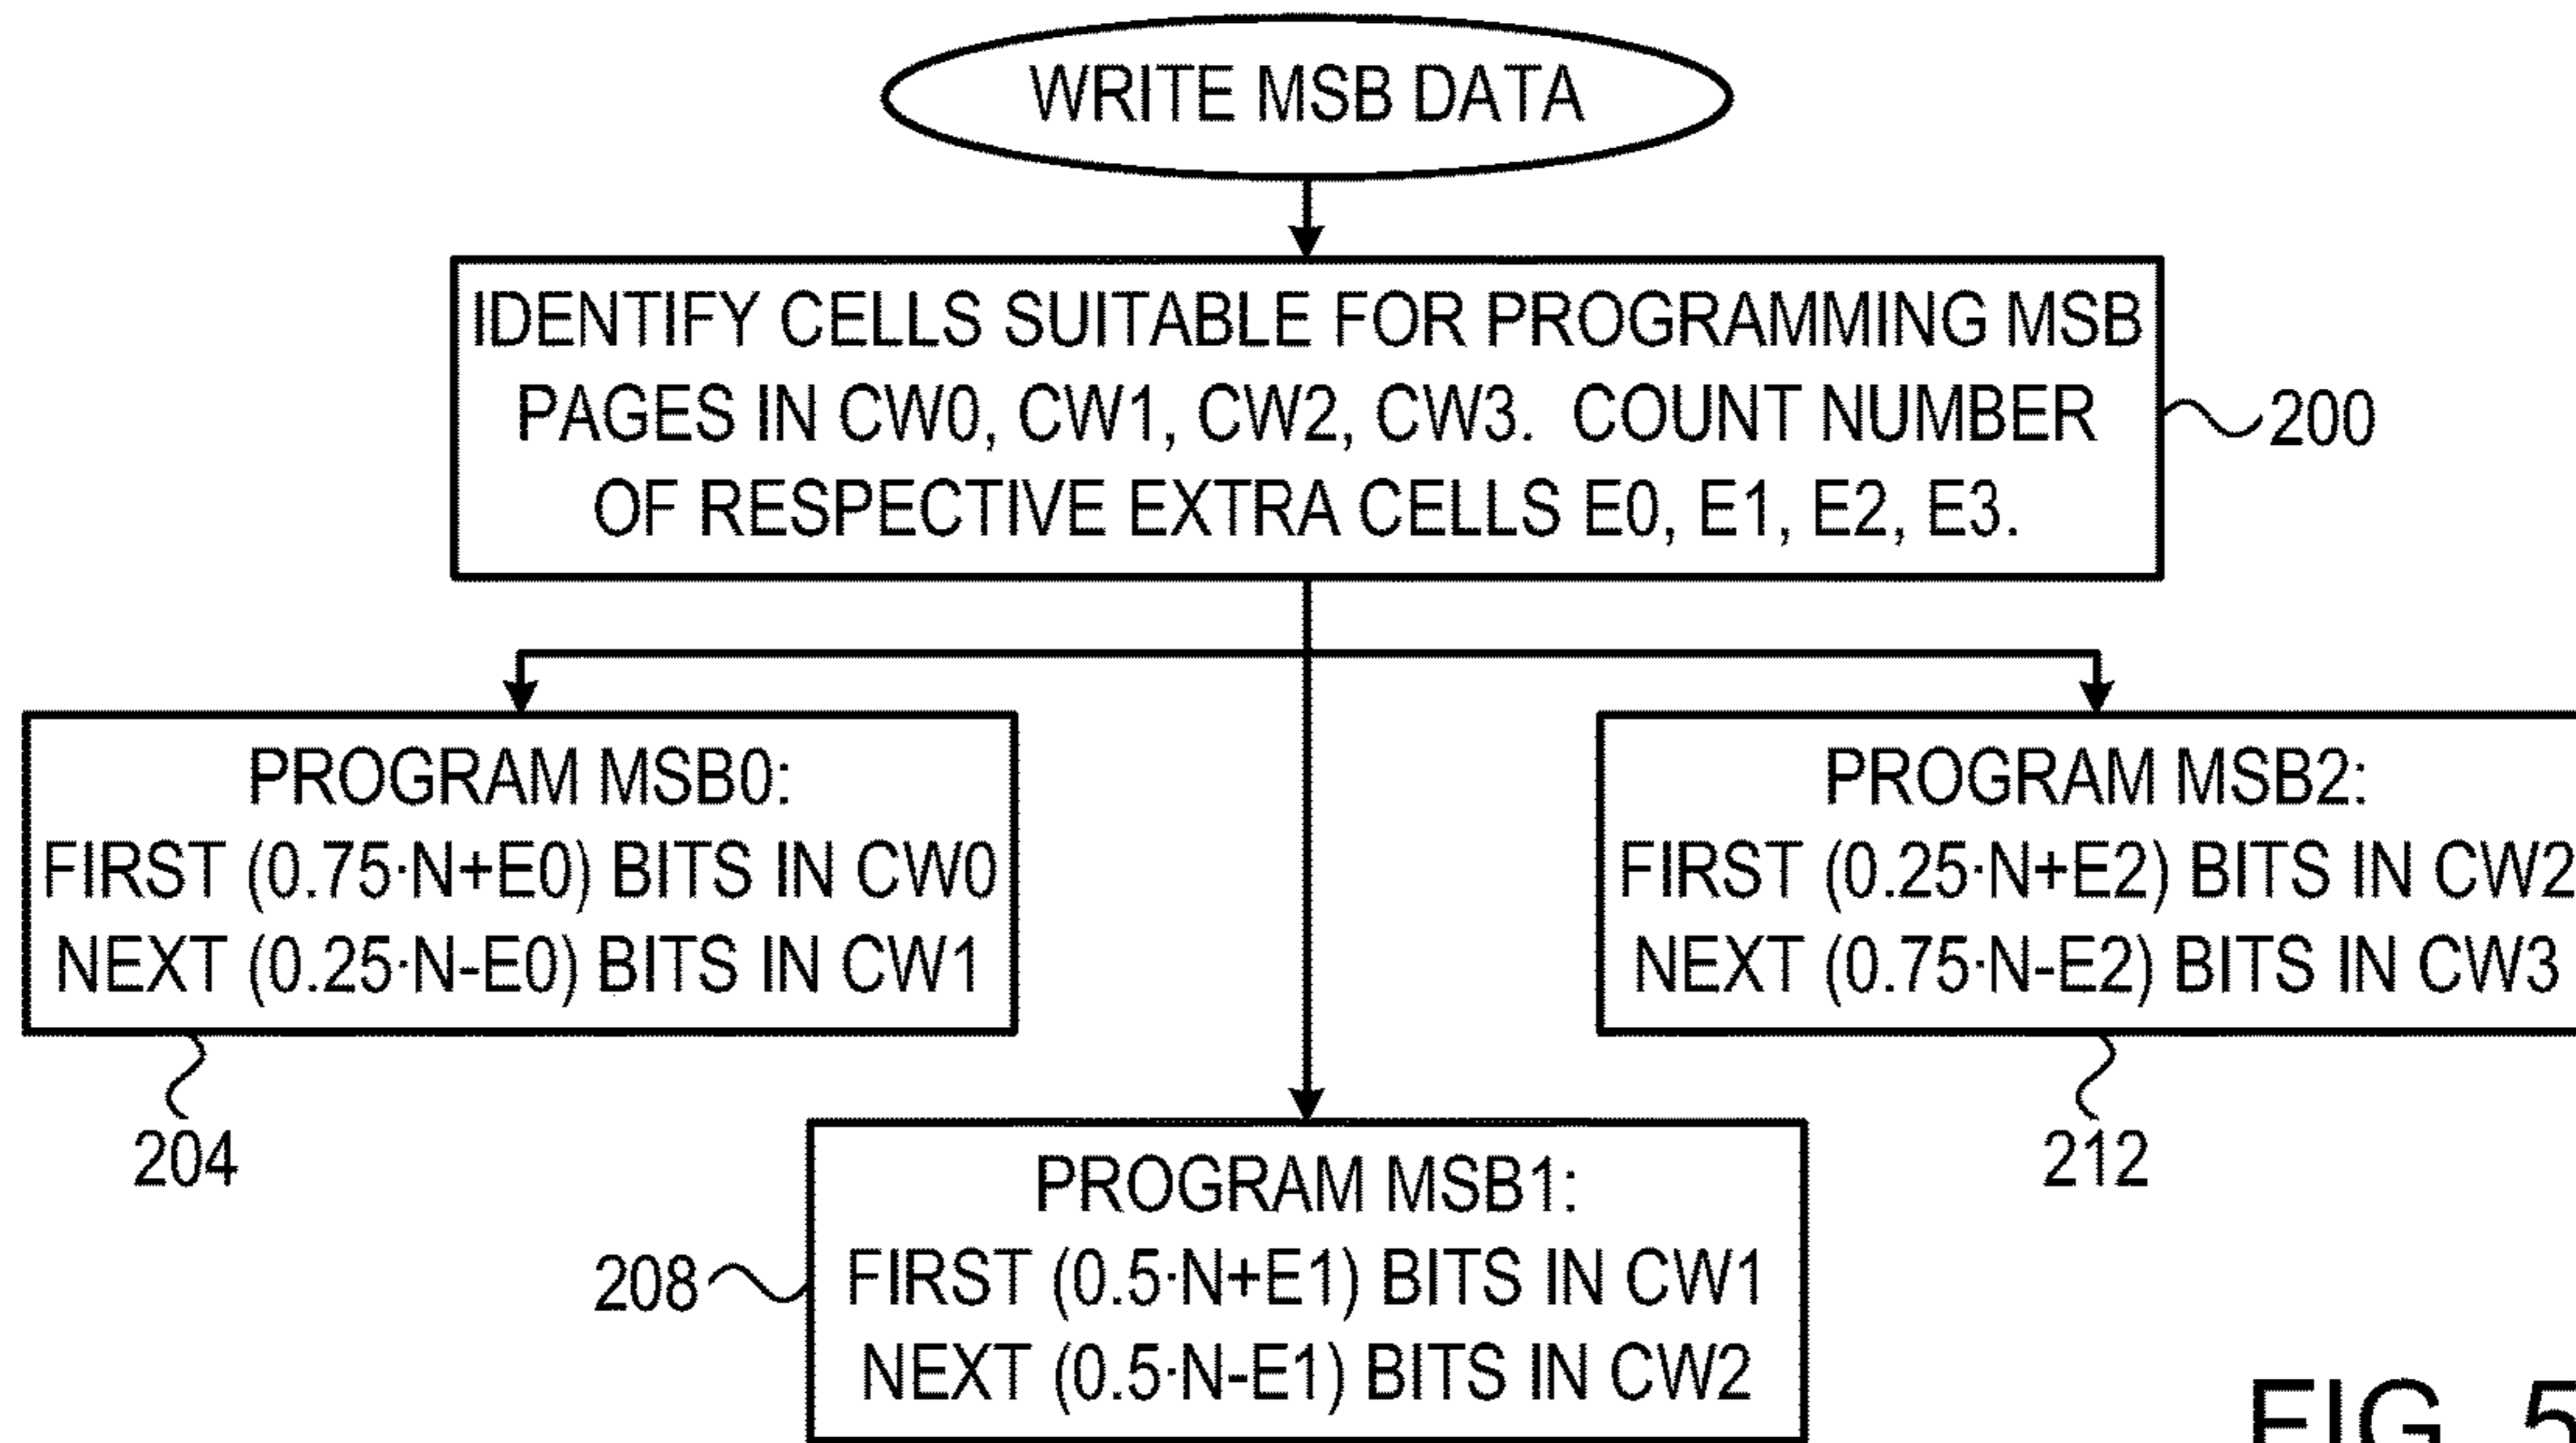 WRITE MSB DATA
IDENTIFY CELLS SUITABLE FOR PROGRAMMING MSB
PAGES IN CW0, CW1, CW2, CW3. COUNT NUMBER
OF RESPECTIVE EXTRA CELLS E0, E1, E2, E3.
200
PROGRAM MSB0:
FIRST (0.75·N+E0) BITS IN CW0
NEXT (0.25·N-E0) BITS IN CW1
204
PROGRAM MSB2:
FIRST (0.25·N+E2) BITS IN CW2
NEXT (0.75·N-E2) BITS IN CW3
212
PROGRAM MSB1:
FIRST (0.5·N+E1) BITS IN CW1
NEXT (0.5·N-E1) BITS IN CW2
208
FIG. 5